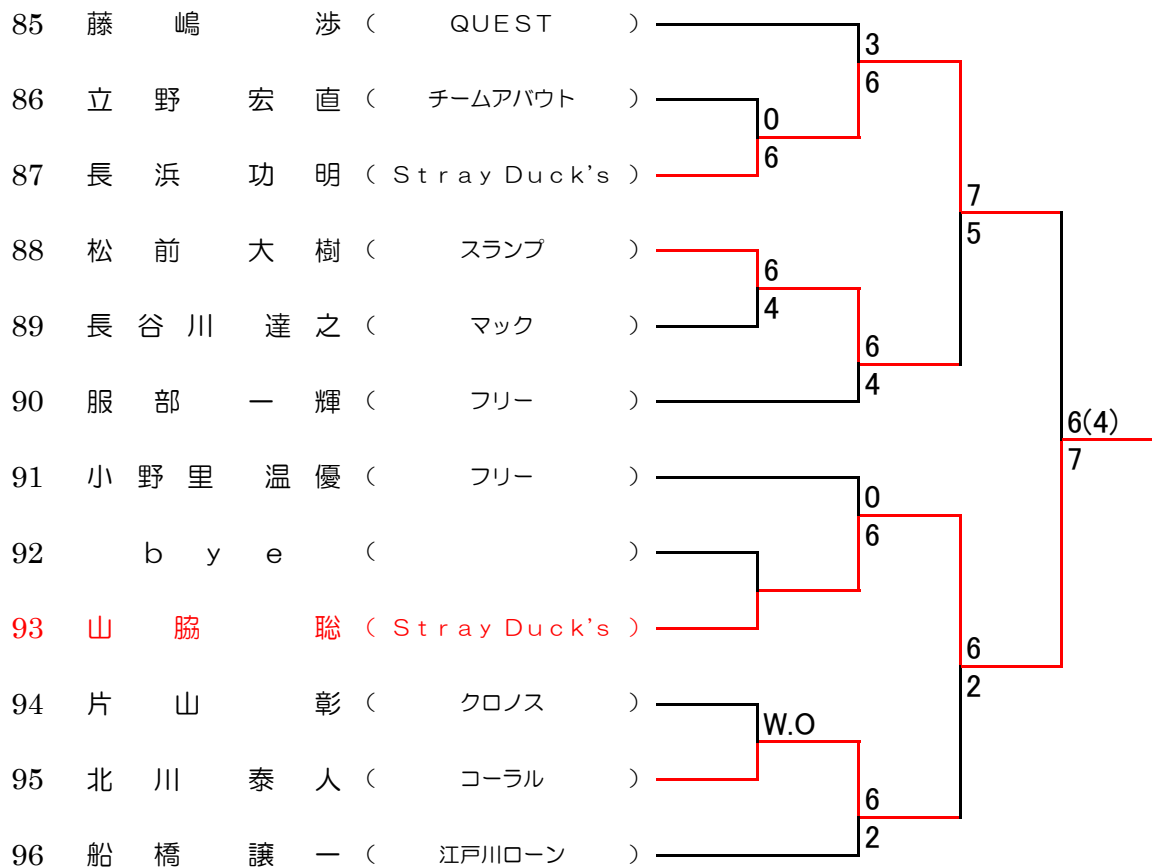 85 藤嶋 渉 ( QUEST )
3
6
86 立野 宏直 ( チームアバウト )
0
6
87 長浜 功明 ( Stray Duck's )
7
5
88 松前 大樹 ( スランプ )
6
4
89 長谷川 達之 ( マック )
6
4
90 服部 一輝 ( フリー )
6(4)
7
91 小野里 温優 ( フリー )
0
6
92 bye ( )
93 山脇 聡 ( Stray Duck's )
6
2
94 片山 彰 ( クロノス )
W.O
95 北川 泰人 ( コーラル )
6
2
96 船橋 譲一 ( 江戸川ローン )